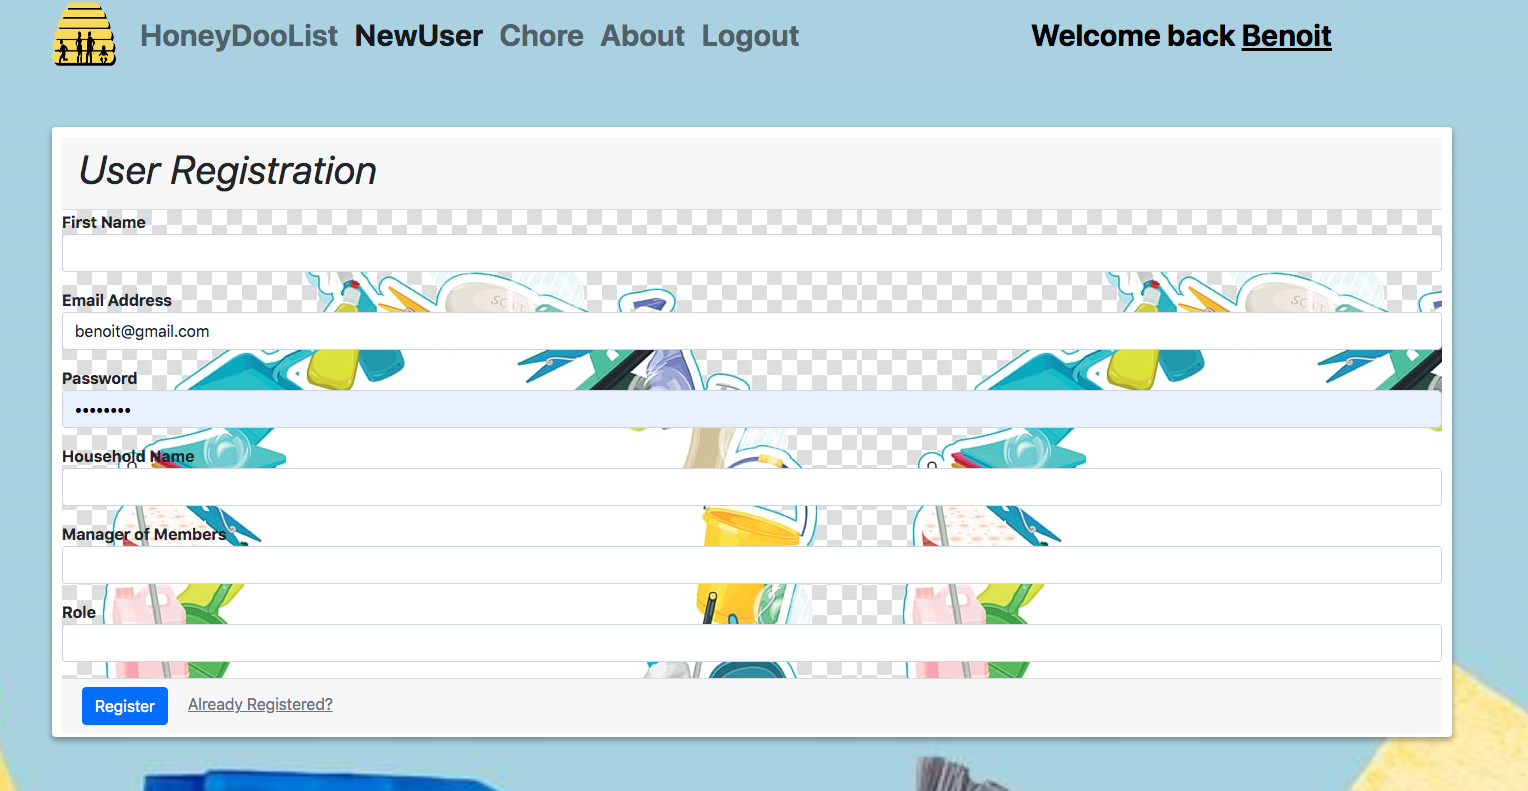 HoneyDooList NewUser Chore About Logout Welcome back Benoit
User Registration
First Name
Email Address
benoit@gmail.com
Password
••••••••
Household Name
Manager of Members
Role
Register Already Registered?